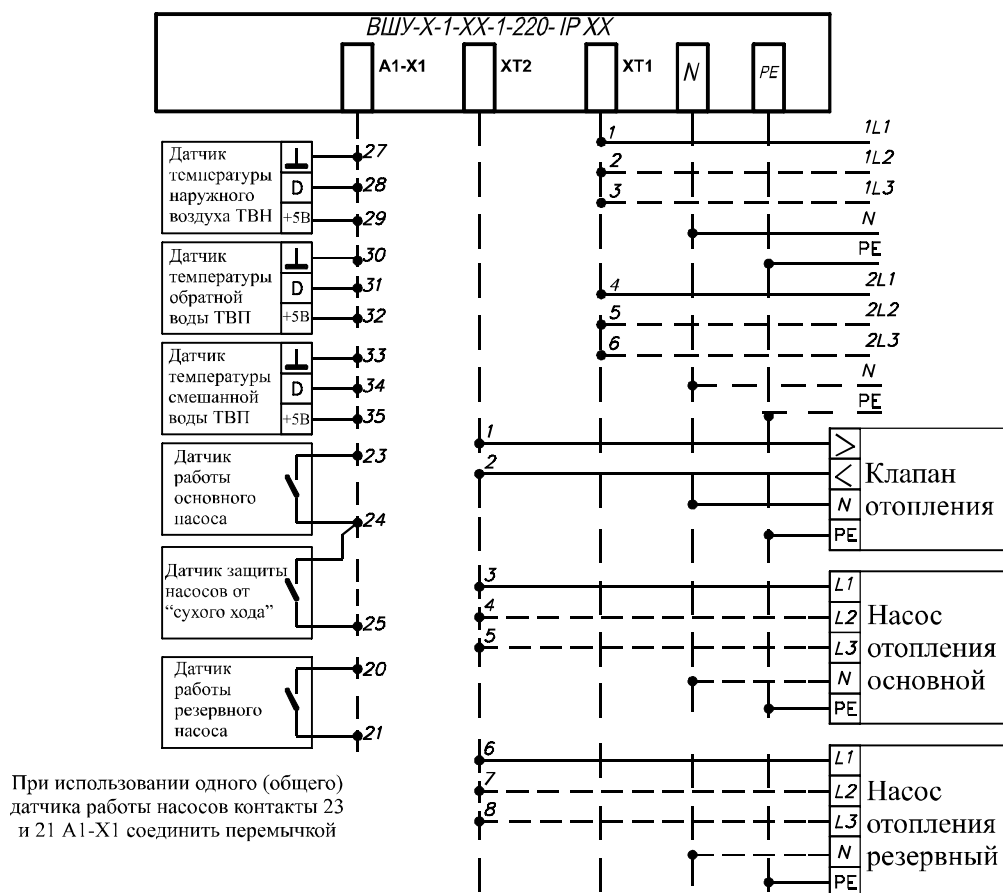 ВШУ-Х-1-ХХ-1-220- IP ХХ
A1-X1
XT2
XT1
N
PE
Датчик
температуры
наружного
воздуха ТВН
D
+5В
27
28
29
Датчик
температуры
обратной
воды ТВП
D
+5В
30
31
32
Датчик
температуры
смешанной
воды ТВП
D
+5В
33
34
35
Датчик
работы
основного
насоса
23
24
Датчик защиты
насосов от
“сухого хода”
25
Датчик
работы
резервного
насоса
20
21
При использовании одного (общего)
датчика работы насосов контакты 23
и 21 А1-Х1 соединить перемычкой
1
1L1
2
1L2
3
1L3
N
PE
4
2L1
5
2L2
6
2L3
N
PE
1
2
>
<
N
PE
Клапан
отопления
3
4
5
L1
L2
L3
N
PE
Насос
отопления
основной
6
7
8
L1
L2
L3
N
PE
Насос
отопления
резервный